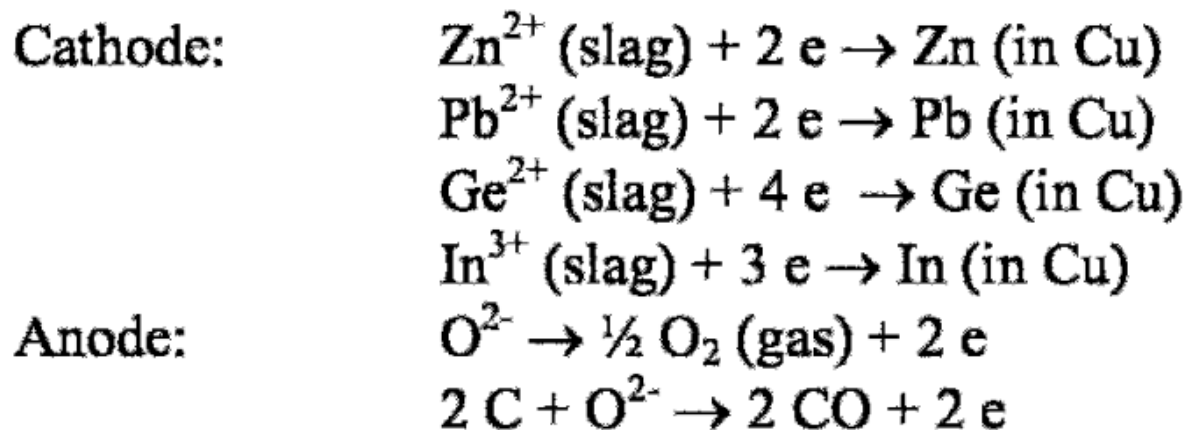 Cathode: Zn²⁺ (slag) + 2 e → Zn (in Cu)
Pb²⁺ (slag) + 2 e → Pb (in Cu)
Ge²⁺ (slag) + 4 e → Ge (in Cu)
In³⁺ (slag) + 3 e → In (in Cu)
Anode: O²⁻ → ½ O₂ (gas) + 2 e
2 C + O²⁻ → 2 CO + 2 e